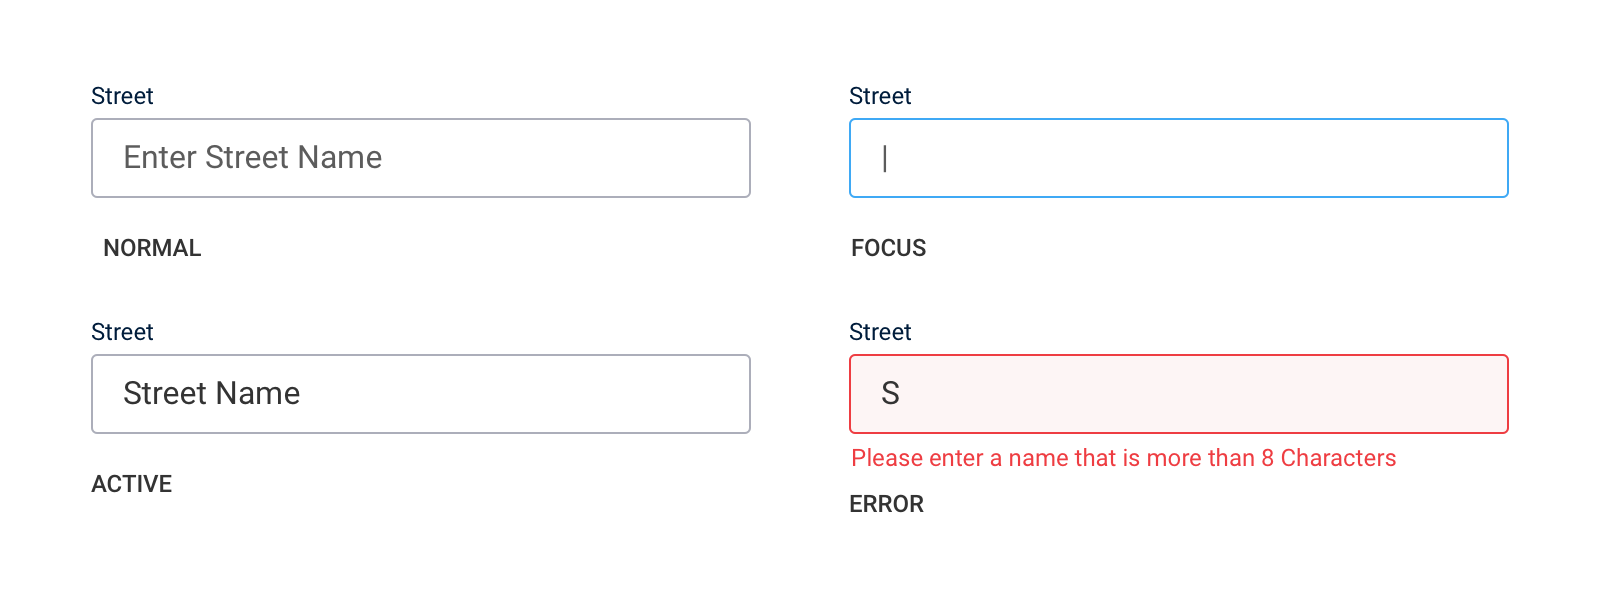 Street
Enter Street Name
NORMAL
Street
|
FOCUS
Street
Street Name
ACTIVE
Street
S
Please enter a name that is more than 8 Characters
ERROR